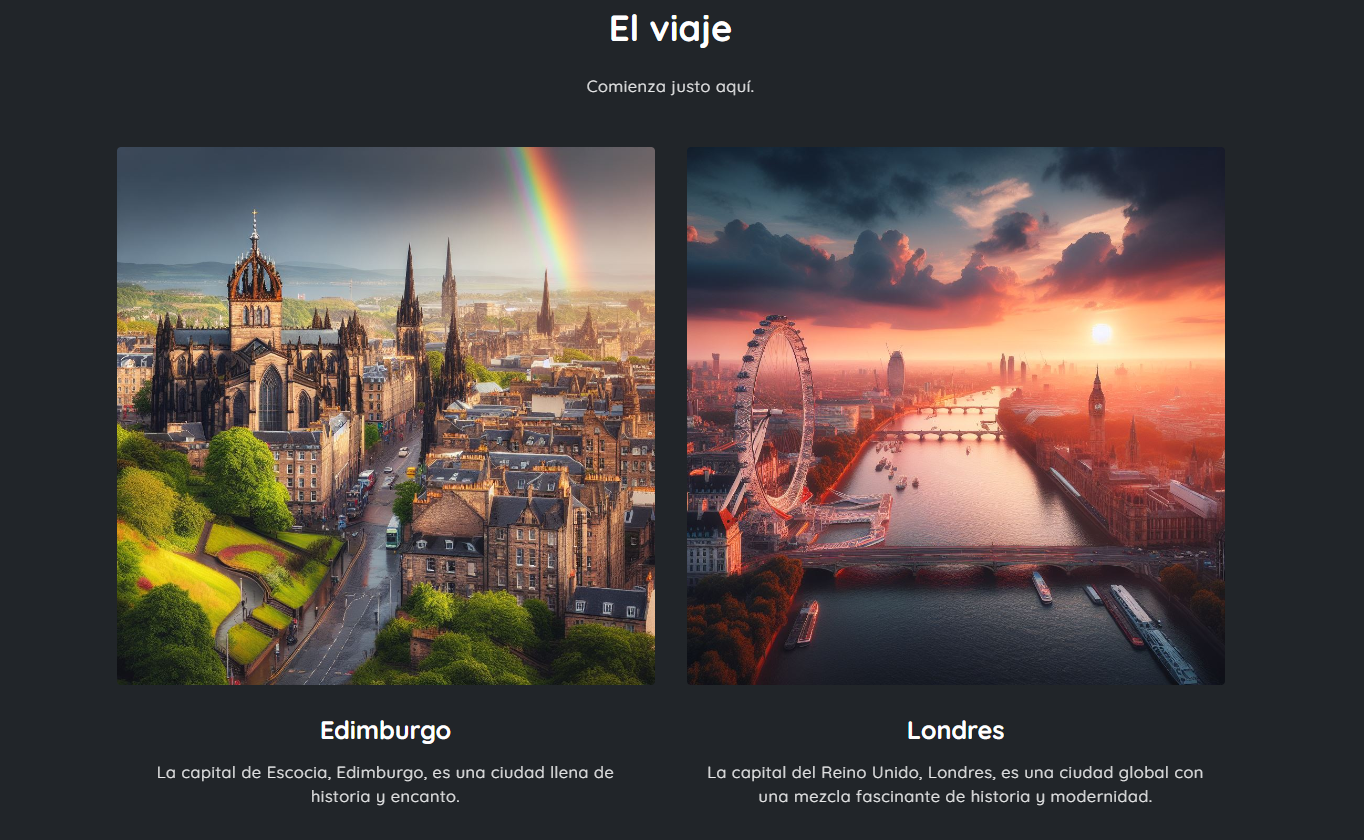 El viaje
Comienza justo aquí.
Edimburgo
La capital de Escocia, Edimburgo, es una ciudad llena de
historia y encanto.
Londres
La capital del Reino Unido, Londres, es una ciudad global con
una mezcla fascinante de historia y modernidad.